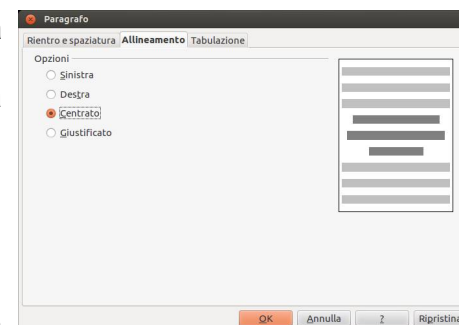 Paragrafo
Rientro e spaziatura Allineamento Tabulazione
Opzioni
Sinistra
Destra
Centrato
Giustificato
OK Annulla ? Ripristina